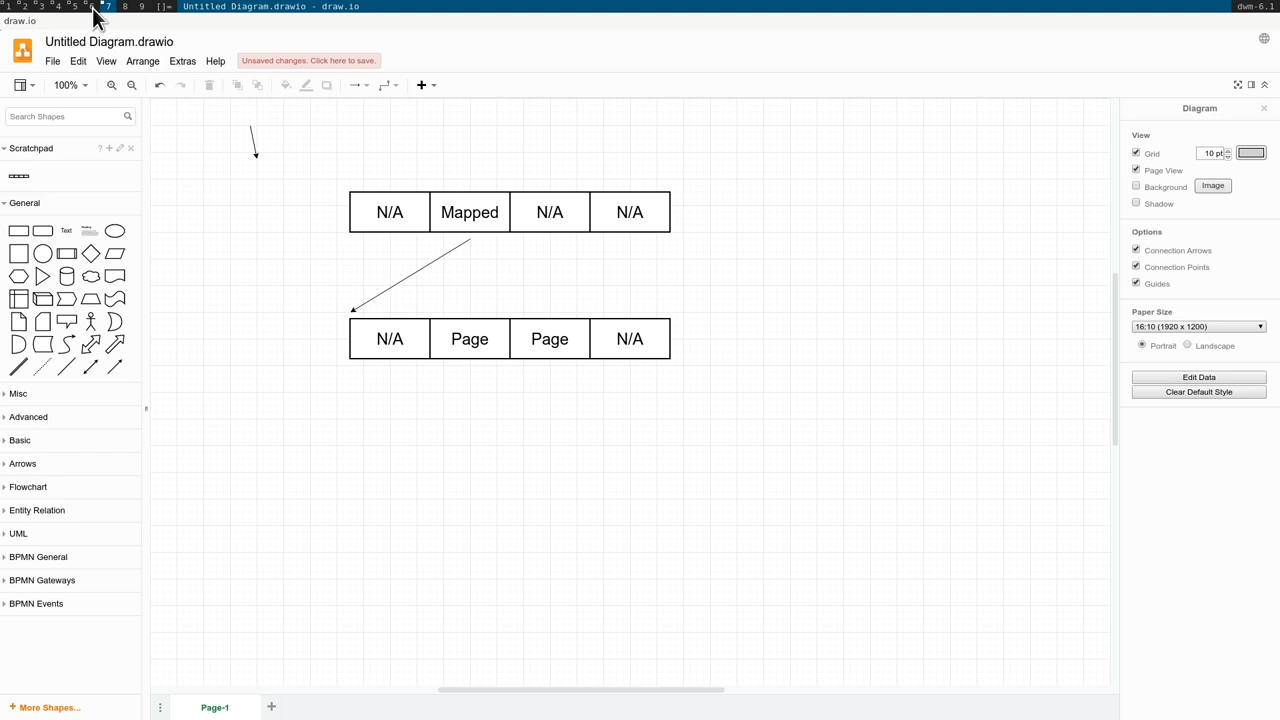 1 2 3 4 5 6 7 8 9 []= Untitled Diagram.drawio - draw.io dwm-6.1
draw.io
Untitled Diagram.drawio
File Edit View Arrange Extras Help Unsaved changes. Click here to save.
100%
Search Shapes
Scratchpad ?
General
Text
Misc
Advanced
Basic
Arrows
Flowchart
Entity Relation
UML
BPMN General
BPMN Gateways
BPMN Events
+ More Shapes...
N/A Mapped N/A N/A
N/A Page Page N/A
Page-1
Diagram
View
Grid 10 pt
Page View
Background Image
Shadow
Options
Connection Arrows
Connection Points
Guides
Paper Size
16:10 (1920 x 1200)
Portrait Landscape
Edit Data
Clear Default Style